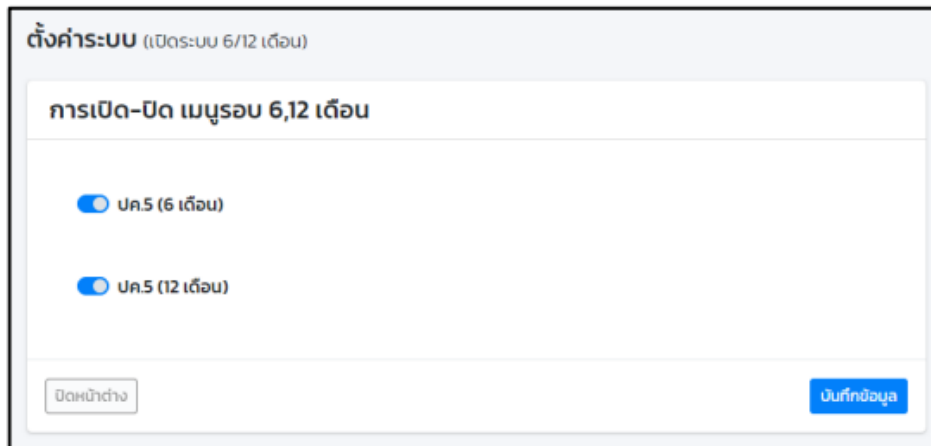 ตั้งค่าระบบ (เปิดระบบ 6/12 เดือน)
การเปิด-ปิด เมนูรอบ 6,12 เดือน
ปค.5 (6 เดือน)
ปค.5 (12 เดือน)
ปิดหน้าต่าง
บันทึกข้อมูล